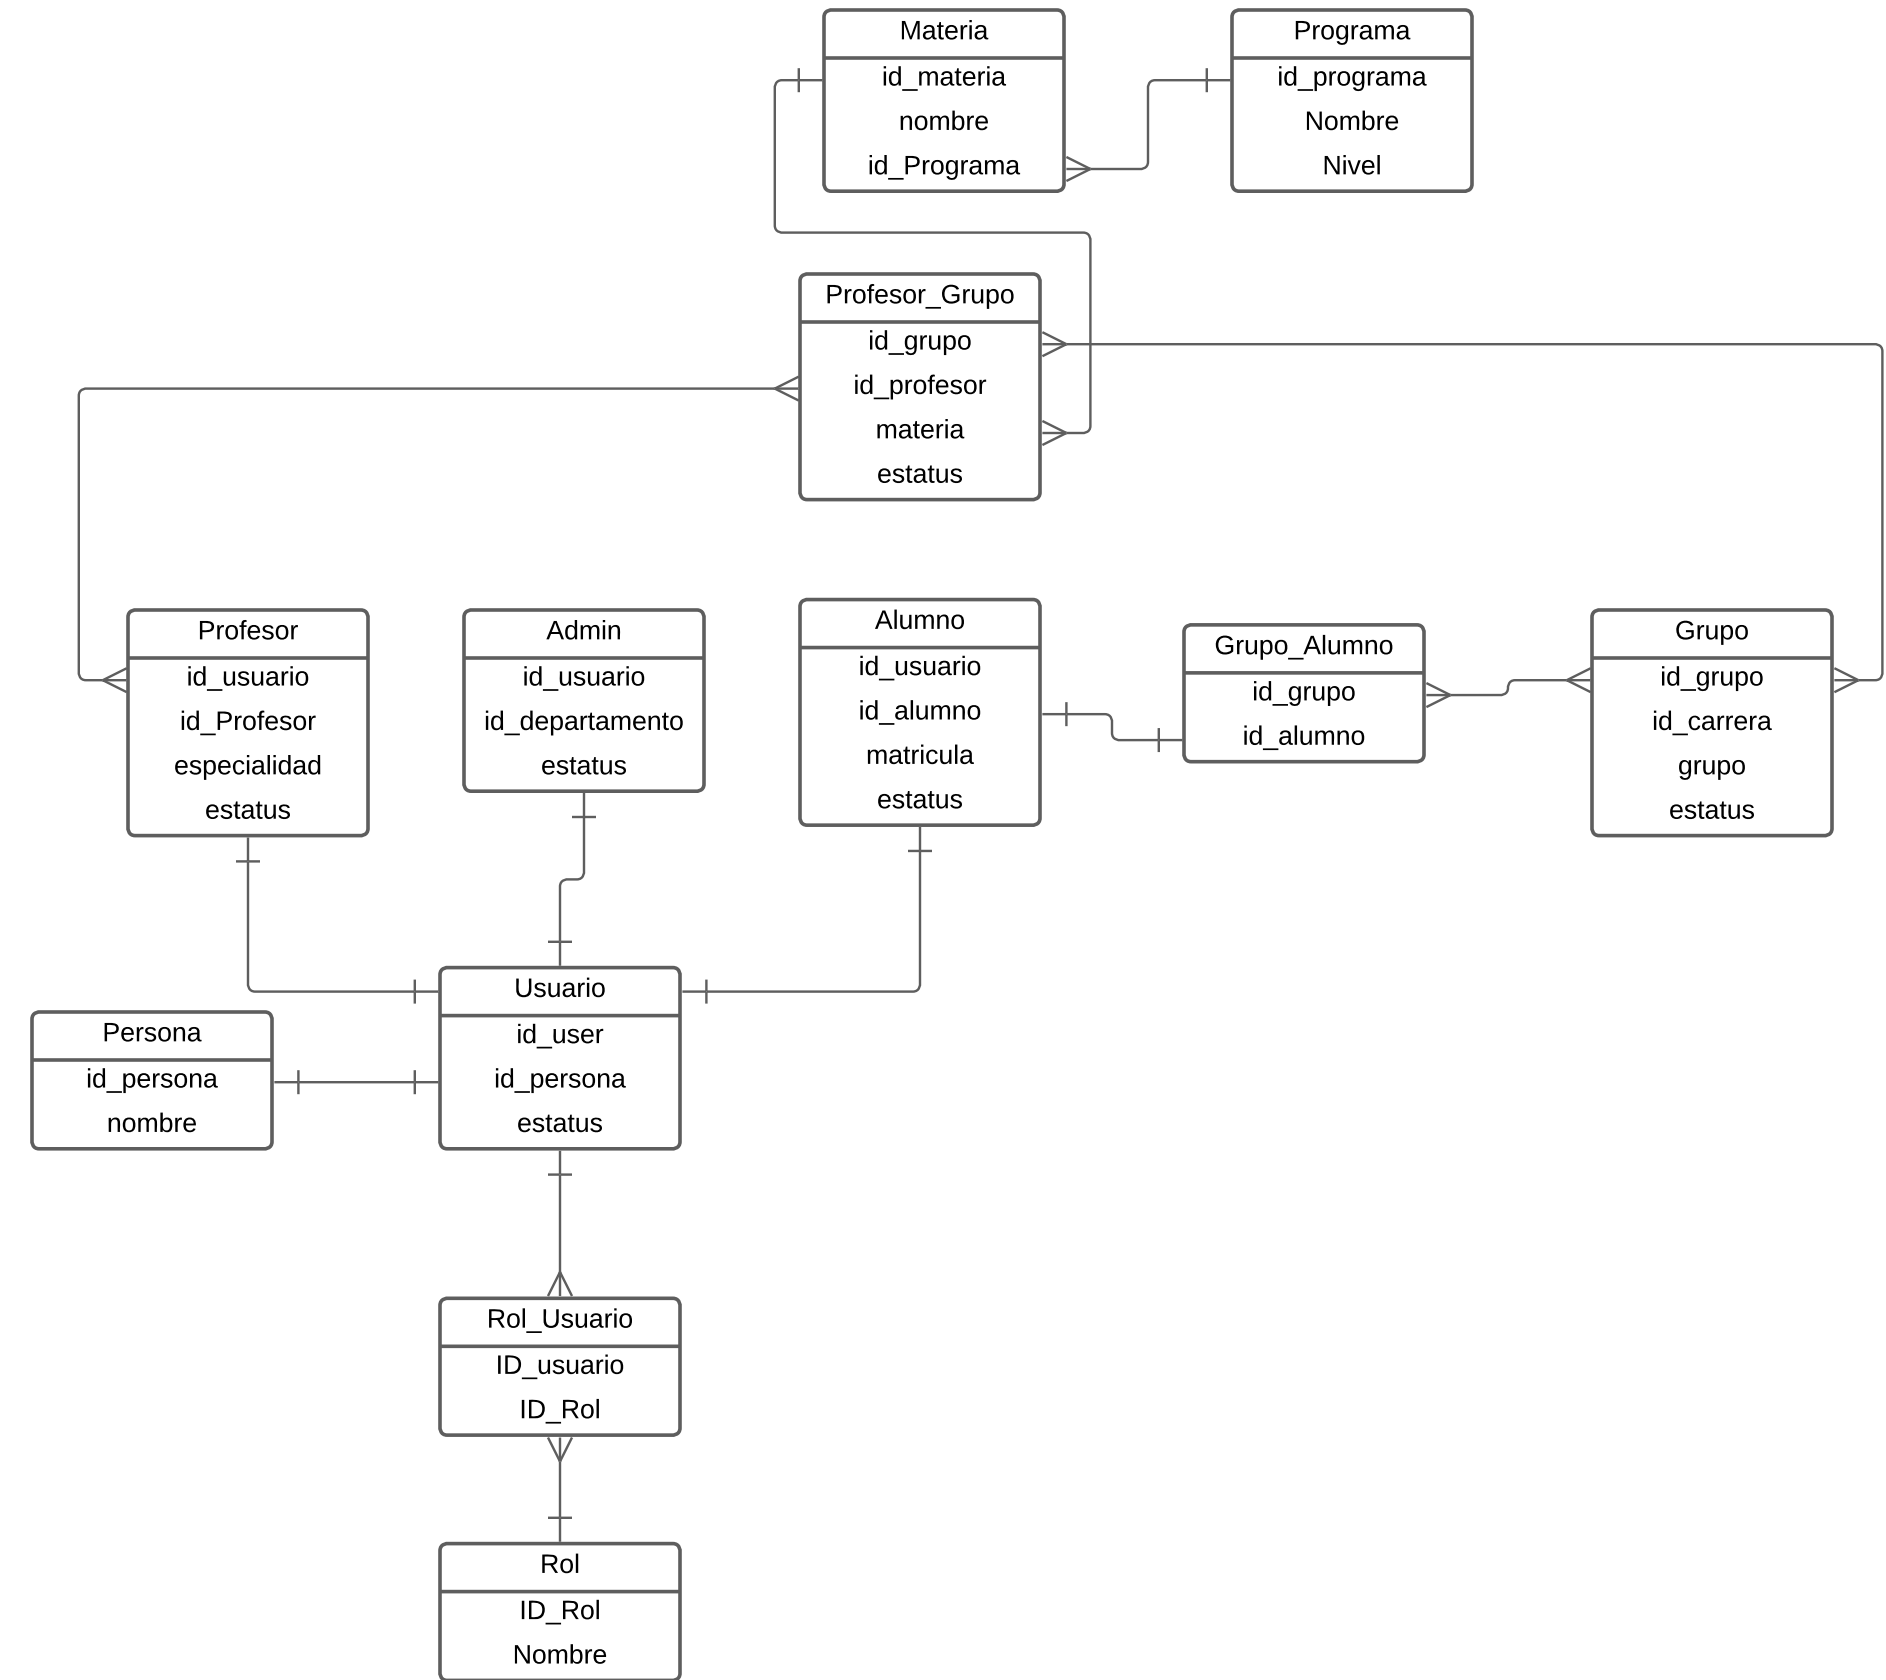 Materia
id_materia
nombre
id_Programa
Programa
id_programa
Nombre
Nivel
Profesor_Grupo
id_grupo
id_profesor
materia
estatus
Profesor
id_usuario
id_Profesor
especialidad
estatus
Admin
id_usuario
id_departamento
estatus
Alumno
id_usuario
id_alumno
matricula
estatus
Grupo_Alumno
id_grupo
id_alumno
Grupo
id_grupo
id_carrera
grupo
estatus
Persona
id_persona
nombre
Usuario
id_user
id_persona
estatus
Rol_Usuario
ID_usuario
ID_Rol
Rol
ID_Rol
Nombre